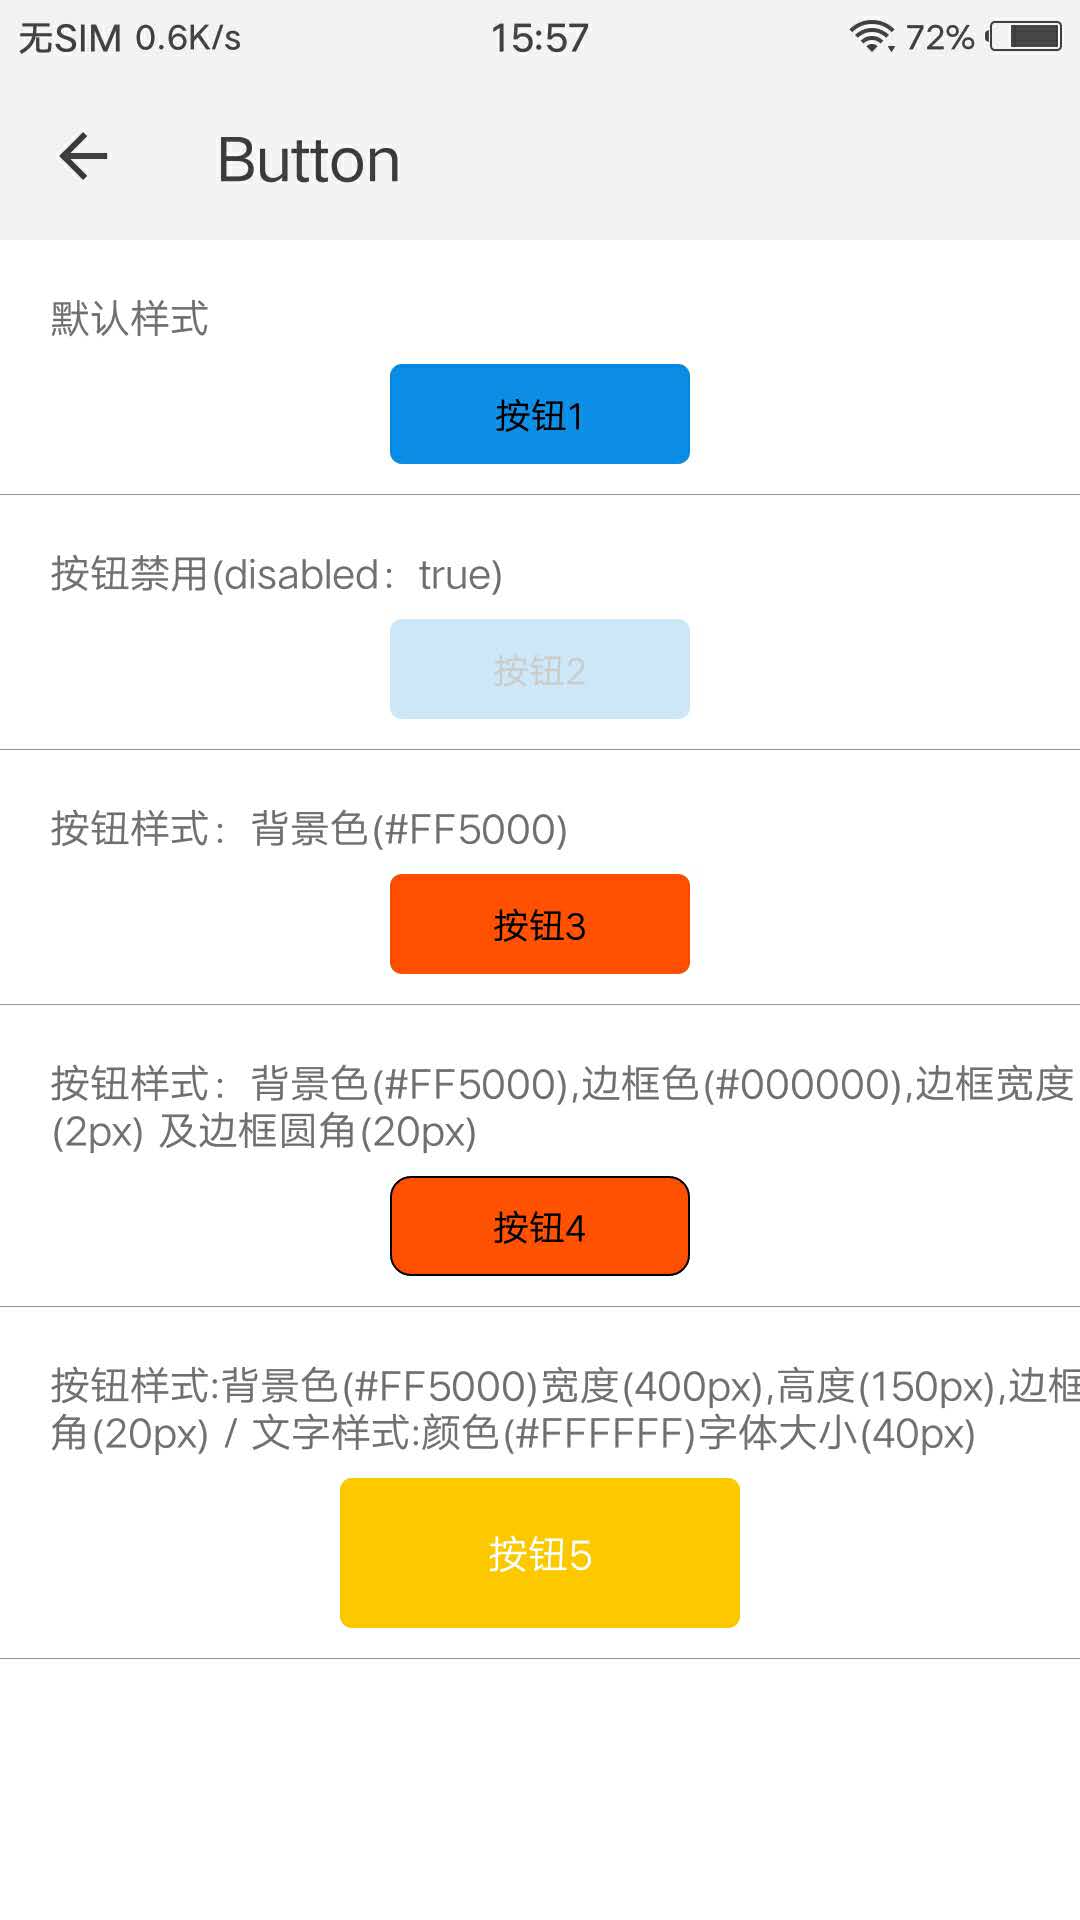 无SIM 0.6K/s 15:57 72%
Button
默认样式
按钮1
按钮禁用(disabled：true)
按钮2
按钮样式：背景色(#FF5000)
按钮3
按钮样式：背景色(#FF5000),边框色(#000000),边框宽度
(2px) 及边框圆角(20px)
按钮4
按钮样式:背景色(#FF5000)宽度(400px),高度(150px),边框
角(20px) / 文字样式:颜色(#FFFFFF)字体大小(40px)
按钮5